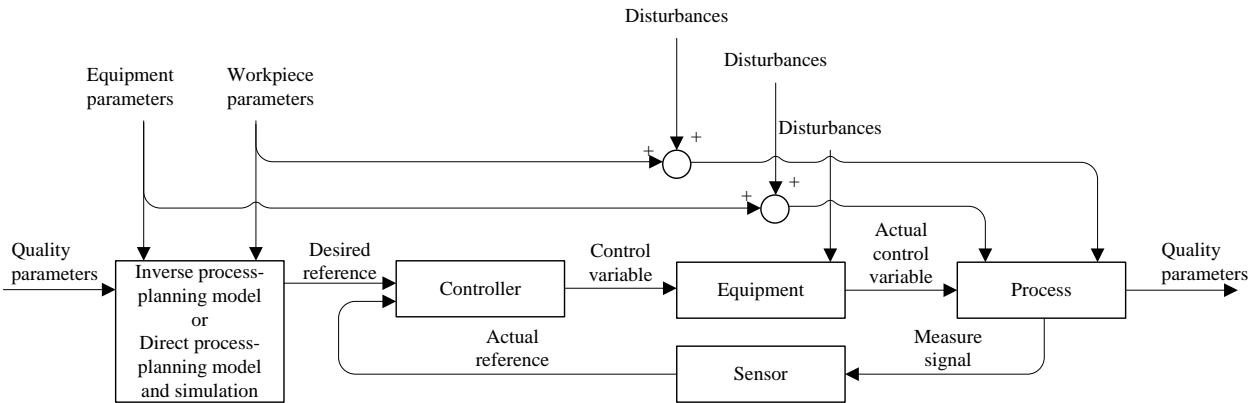 Disturbances
Disturbances
Equipment
parameters
Workpiece
parameters
Disturbances
+
+
+
+
Quality
parameters
Inverse process-
planning model
or
Direct process-
planning model
and simulation
Desired
reference
Controller
Control
variable
Equipment
Actual
control
variable
Process
Quality
parameters
Actual
reference
Sensor
Measure
signal